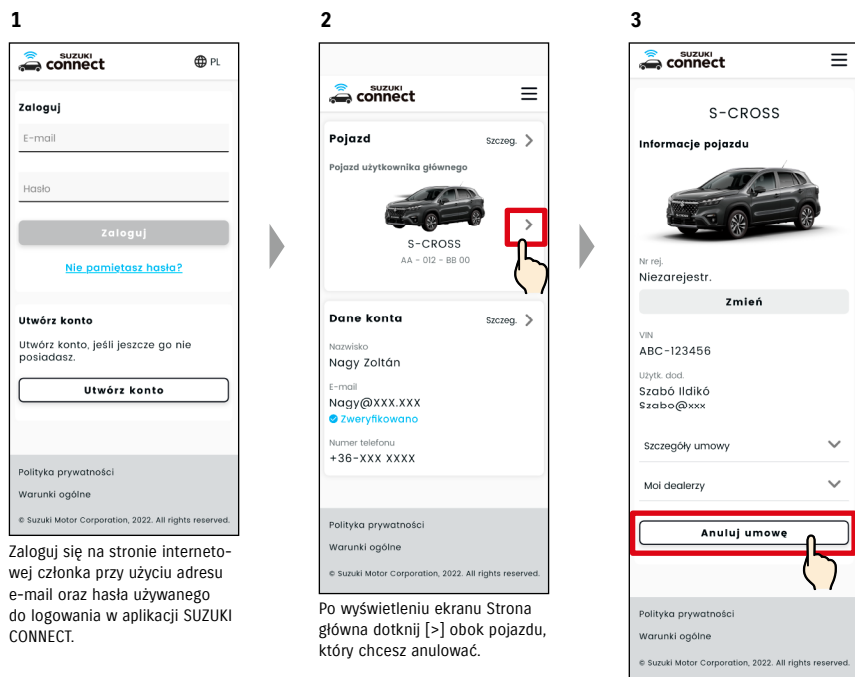 1
SUZUKI
connect
PL
Zaloguj
E-mail
Hasło
Zaloguj
Nie pamiętasz hasła?
Utwórz konto
Utwórz konto, jeśli jeszcze go nie
posiadasz.
Utwórz konto
Polityka prywatności
Warunki ogólne
© Suzuki Motor Corporation, 2022. All rights reserved.
Zaloguj się na stronie interneto-
wej członka przy użyciu adresu
e-mail oraz hasła używanego
do logowania w aplikacji SUZUKI
CONNECT.
2
SUZUKI
connect
Pojazd
Szczeg. >
Pojazd użytkownika głównego
>
S-CROSS
AA - 012 - BB 00
Dane konta
Szczeg. >
Nazwisko
Nagy Zoltán
E-mail
Nagy@XXX.XXX
Zweryfikowano
Numer telefonu
+36-XXX XXXX
Polityka prywatności
Warunki ogólne
© Suzuki Motor Corporation, 2022. All rights reserved.
Po wyświetleniu ekranu Strona
główna dotknij [>] obok pojazdu,
który chcesz anulować.
3
SUZUKI
connect
S-CROSS
Informacje pojazdu
Nr rej.
Niezarejestr.
Zmień
VIN
ABC-123456
Użytk. dod.
Szabó Ildikó
Szabo@xxx
Szczegóły umowy
Moi dealerzy
Anuluj umowę
Polityka prywatności
Warunki ogólne
© Suzuki Motor Corporation, 2022. All rights reserved.